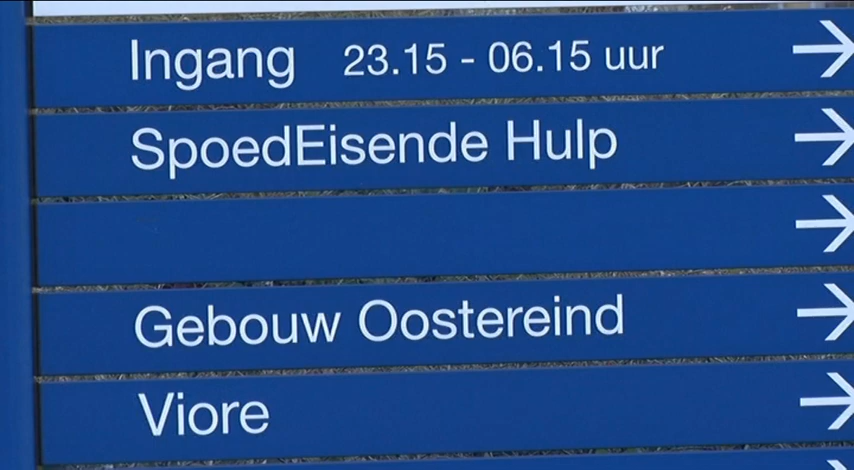 Ingang 23.15 - 06.15 uur →
SpoedEisende Hulp →
→
Gebouw Oostereind →
Viore →